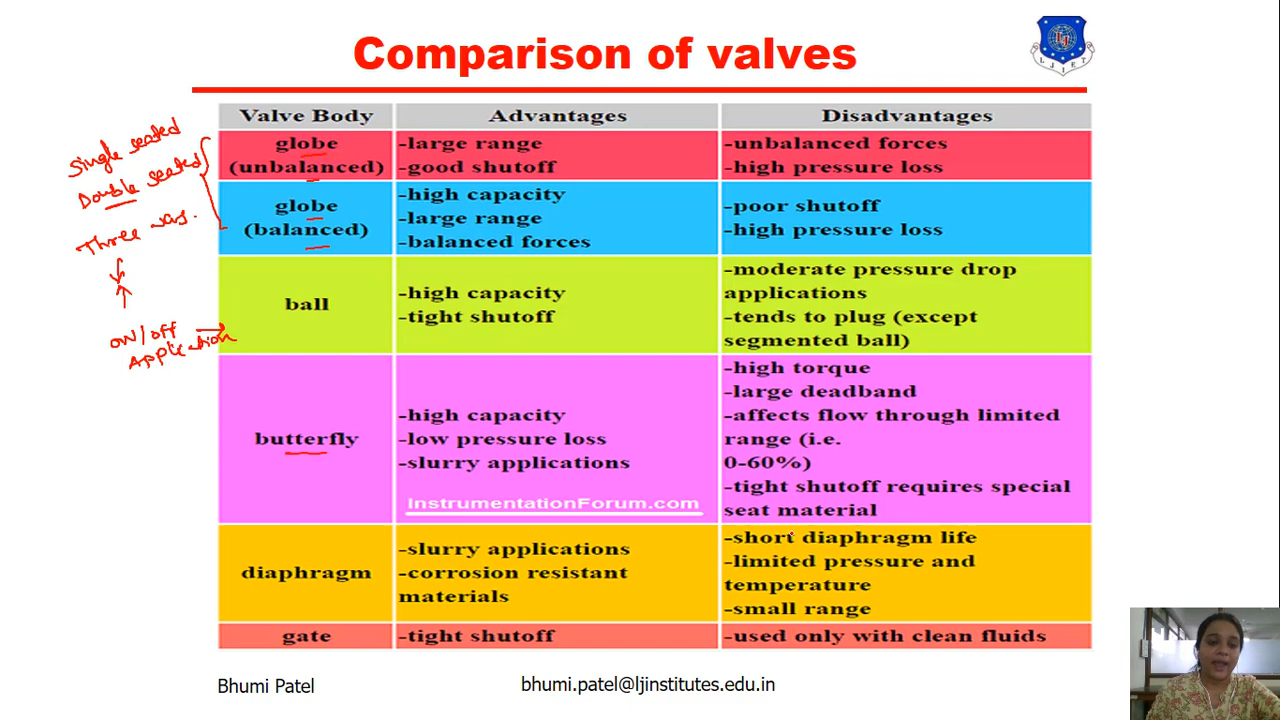 Comparison of valves
LJIET
Valve Body Advantages Disadvantages
globe
(unbalanced)
-large range
-good shutoff
-unbalanced forces
-high pressure loss
globe
(balanced)
-high capacity
-large range
-balanced forces
-poor shutoff
-high pressure loss
ball
-high capacity
-tight shutoff
-moderate pressure drop
applications
-tends to plug (except
segmented ball)
butterfly
-high capacity
-low pressure loss
-slurry applications
InstrumentationForum.com
-high torque
-large deadband
-affects flow through limited
range (i.e.
0-60%)
-tight shutoff requires special
seat material
diaphragm
-slurry applications
-corrosion resistant
materials
-short diaphragm life
-limited pressure and
temperature
-small range
gate
-tight shutoff
-used only with clean fluids
Single seated
Double seated
Three way.
ON/OFF
Application
Bhumi Patel
bhumi.patel@ljinstitutes.edu.in